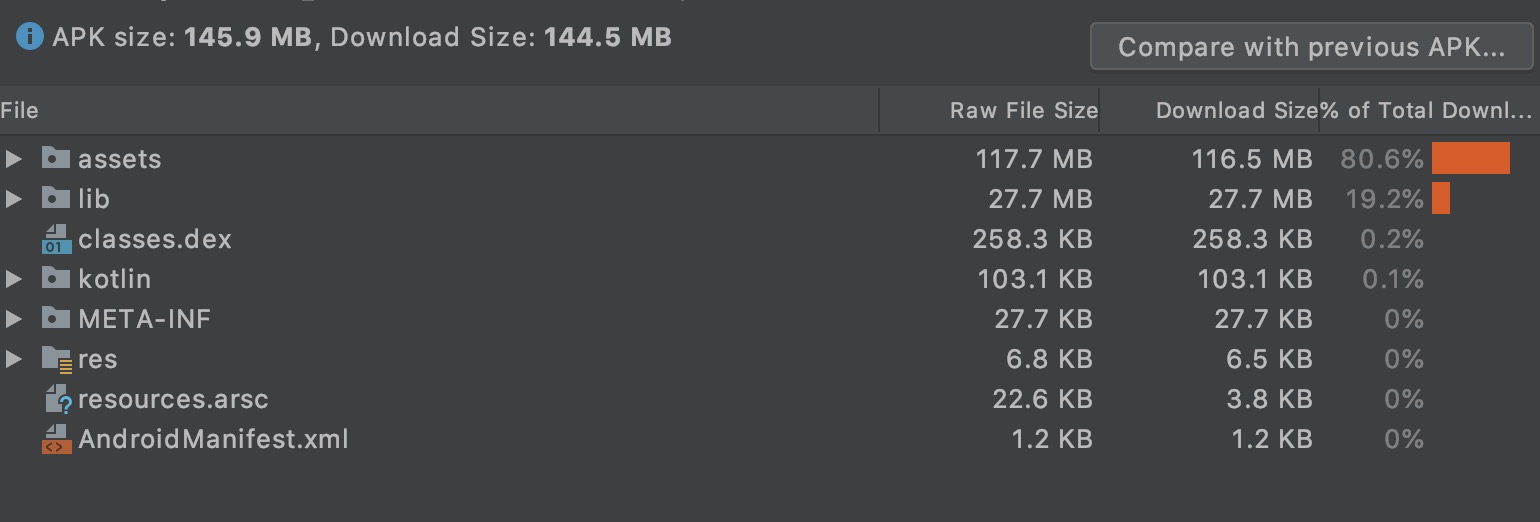 APK size: 145.9 MB, Download Size: 144.5 MB
Compare with previous APK...
File Raw File Size Download Size % of Total Downl...
assets 117.7 MB 116.5 MB 80.6%
lib 27.7 MB 27.7 MB 19.2%
classes.dex 258.3 KB 258.3 KB 0.2%
kotlin 103.1 KB 103.1 KB 0.1%
META-INF 27.7 KB 27.7 KB 0%
res 6.8 KB 6.5 KB 0%
resources.arsc 22.6 KB 3.8 KB 0%
AndroidManifest.xml 1.2 KB 1.2 KB 0%